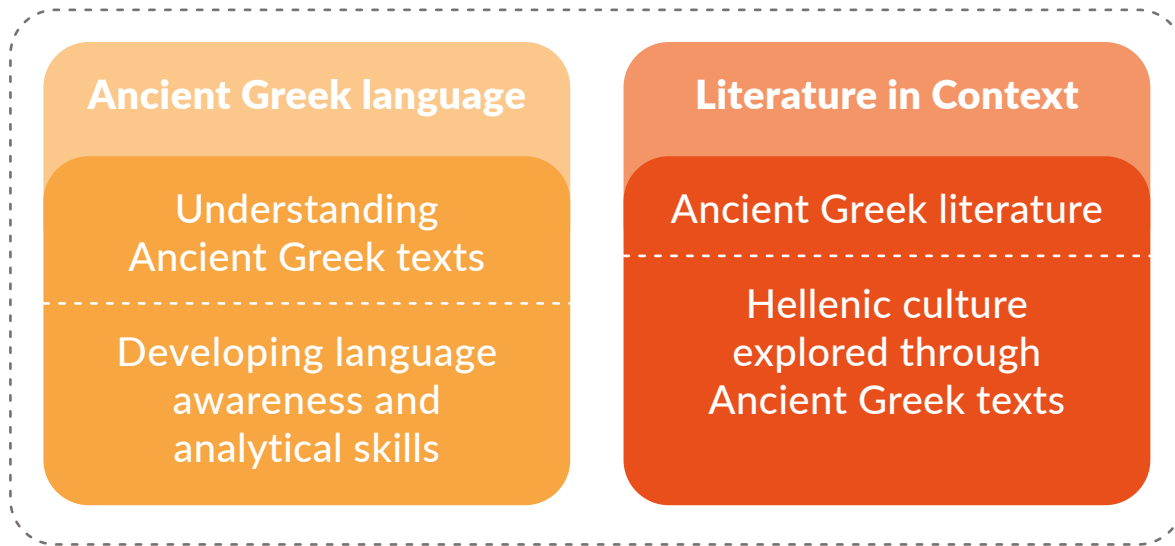 Ancient Greek language
Understanding
Ancient Greek texts
Developing language
awareness and
analytical skills
Literature in Context
Ancient Greek literature
Hellenic culture
explored through
Ancient Greek texts